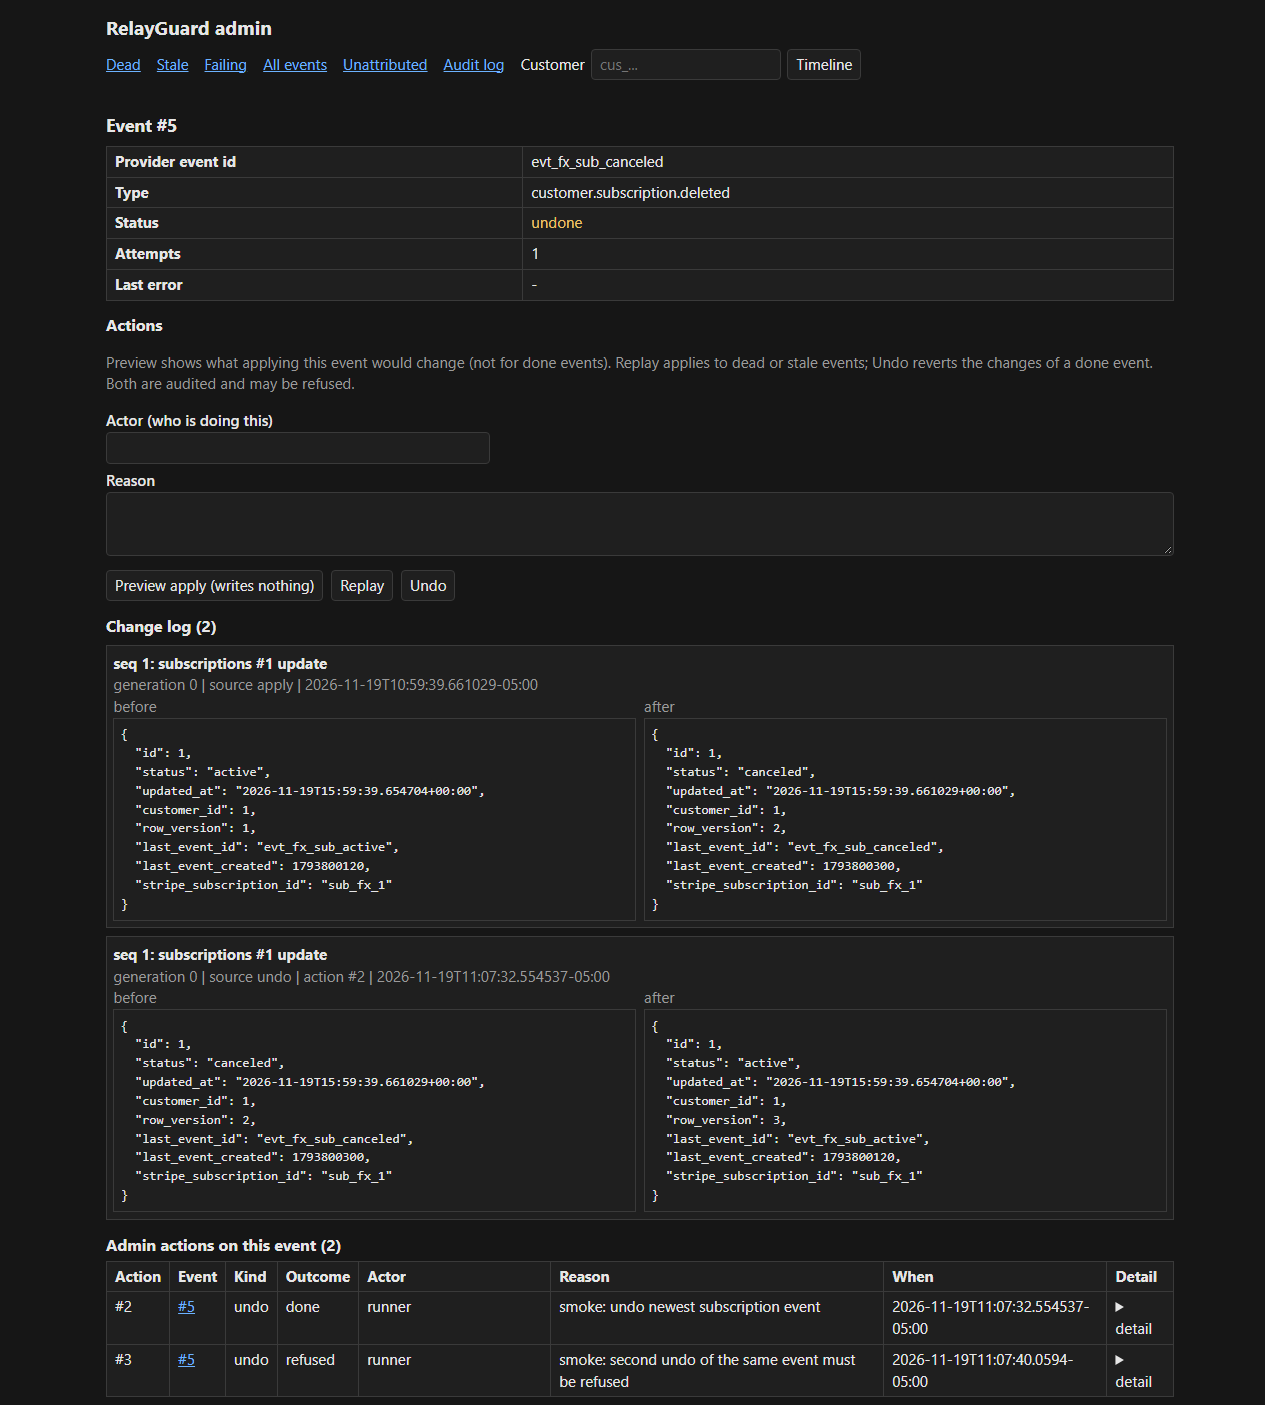 RelayGuard admin
Dead Stale Failing All events Unattributed Audit log Customer cus_... Timeline
Event #5
Provider event id evt_fx_sub_canceled
Type customer.subscription.deleted
Status undone
Attempts 1
Last error -
Actions
Preview shows what applying this event would change (not for done events). Replay applies to dead or stale events; Undo reverts the changes of a done event.
Both are audited and may be refused.
Actor (who is doing this)
Reason
Preview apply (writes nothing) Replay Undo
Change log (2)
seq 1: subscriptions #1 update
generation 0 | source apply | 2026-11-19T10:59:39.661029-05:00
before
{
"id": 1,
"status": "active",
"updated_at": "2026-11-19T15:59:39.654704+00:00",
"customer_id": 1,
"row_version": 1,
"last_event_id": "evt_fx_sub_active",
"last_event_created": 1793800120,
"stripe_subscription_id": "sub_fx_1"
}
after
{
"id": 1,
"status": "canceled",
"updated_at": "2026-11-19T15:59:39.661029+00:00",
"customer_id": 1,
"row_version": 2,
"last_event_id": "evt_fx_sub_canceled",
"last_event_created": 1793800300,
"stripe_subscription_id": "sub_fx_1"
}
seq 1: subscriptions #1 update
generation 0 | source undo | action #2 | 2026-11-19T11:07:32.554537-05:00
before
{
"id": 1,
"status": "canceled",
"updated_at": "2026-11-19T15:59:39.661029+00:00",
"customer_id": 1,
"row_version": 2,
"last_event_id": "evt_fx_sub_canceled",
"last_event_created": 1793800300,
"stripe_subscription_id": "sub_fx_1"
}
after
{
"id": 1,
"status": "active",
"updated_at": "2026-11-19T15:59:39.654704+00:00",
"customer_id": 1,
"row_version": 3,
"last_event_id": "evt_fx_sub_active",
"last_event_created": 1793800120,
"stripe_subscription_id": "sub_fx_1"
}
Admin actions on this event (2)
Action Event Kind Outcome Actor Reason When Detail
#2 #5 undo done runner smoke: undo newest subscription event 2026-11-19T11:07:32.554537-
05:00 detail
#3 #5 undo refused runner smoke: second undo of the same event must 2026-11-19T11:07:40.0594-
be refused 05:00 detail